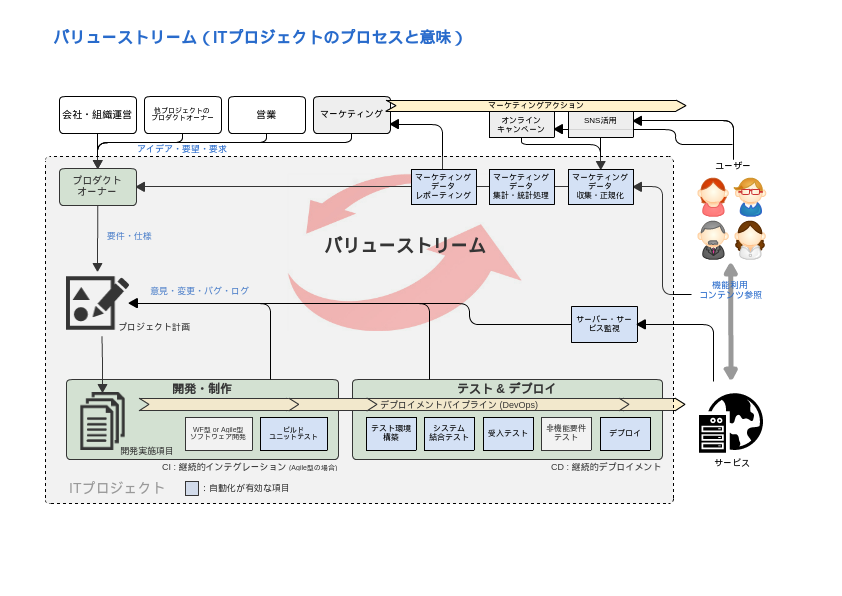 バリューストリーム ( ITプロジェクトのプロセスと意味 )
会社・組織運営
他プロジェクトの
プロダクトオーナー
営業
マーケティング
マーケティングアクション
オンライン
キャンペーン
SNS活用
アイデア・要望・要求
ユーザー
プロダクト
オーナー
マーケティング
データ
レポーティング
マーケティング
データ
集計・統計処理
マーケティング
データ
収集・正規化
要件・仕様
バリューストリーム
機能利用
コンテンツ参照
意見・変更・バグ・ログ
プロジェクト計画
サーバー・サー
ビス監視
開発・制作
テスト & デプロイ
デプロイメントパイプライン (DevOps)
WF型 or Agile型
ソフトウェア開発
ビルド
ユニットテスト
テスト環境
構築
システム
結合テスト
受入テスト
非機能要件
テスト
デプロイ
開発実施項目
サービス
CI : 継続的インテグレーション (Agile型の場合)
CD : 継続的デプロイメント
ITプロジェクト
: 自動化が有効な項目